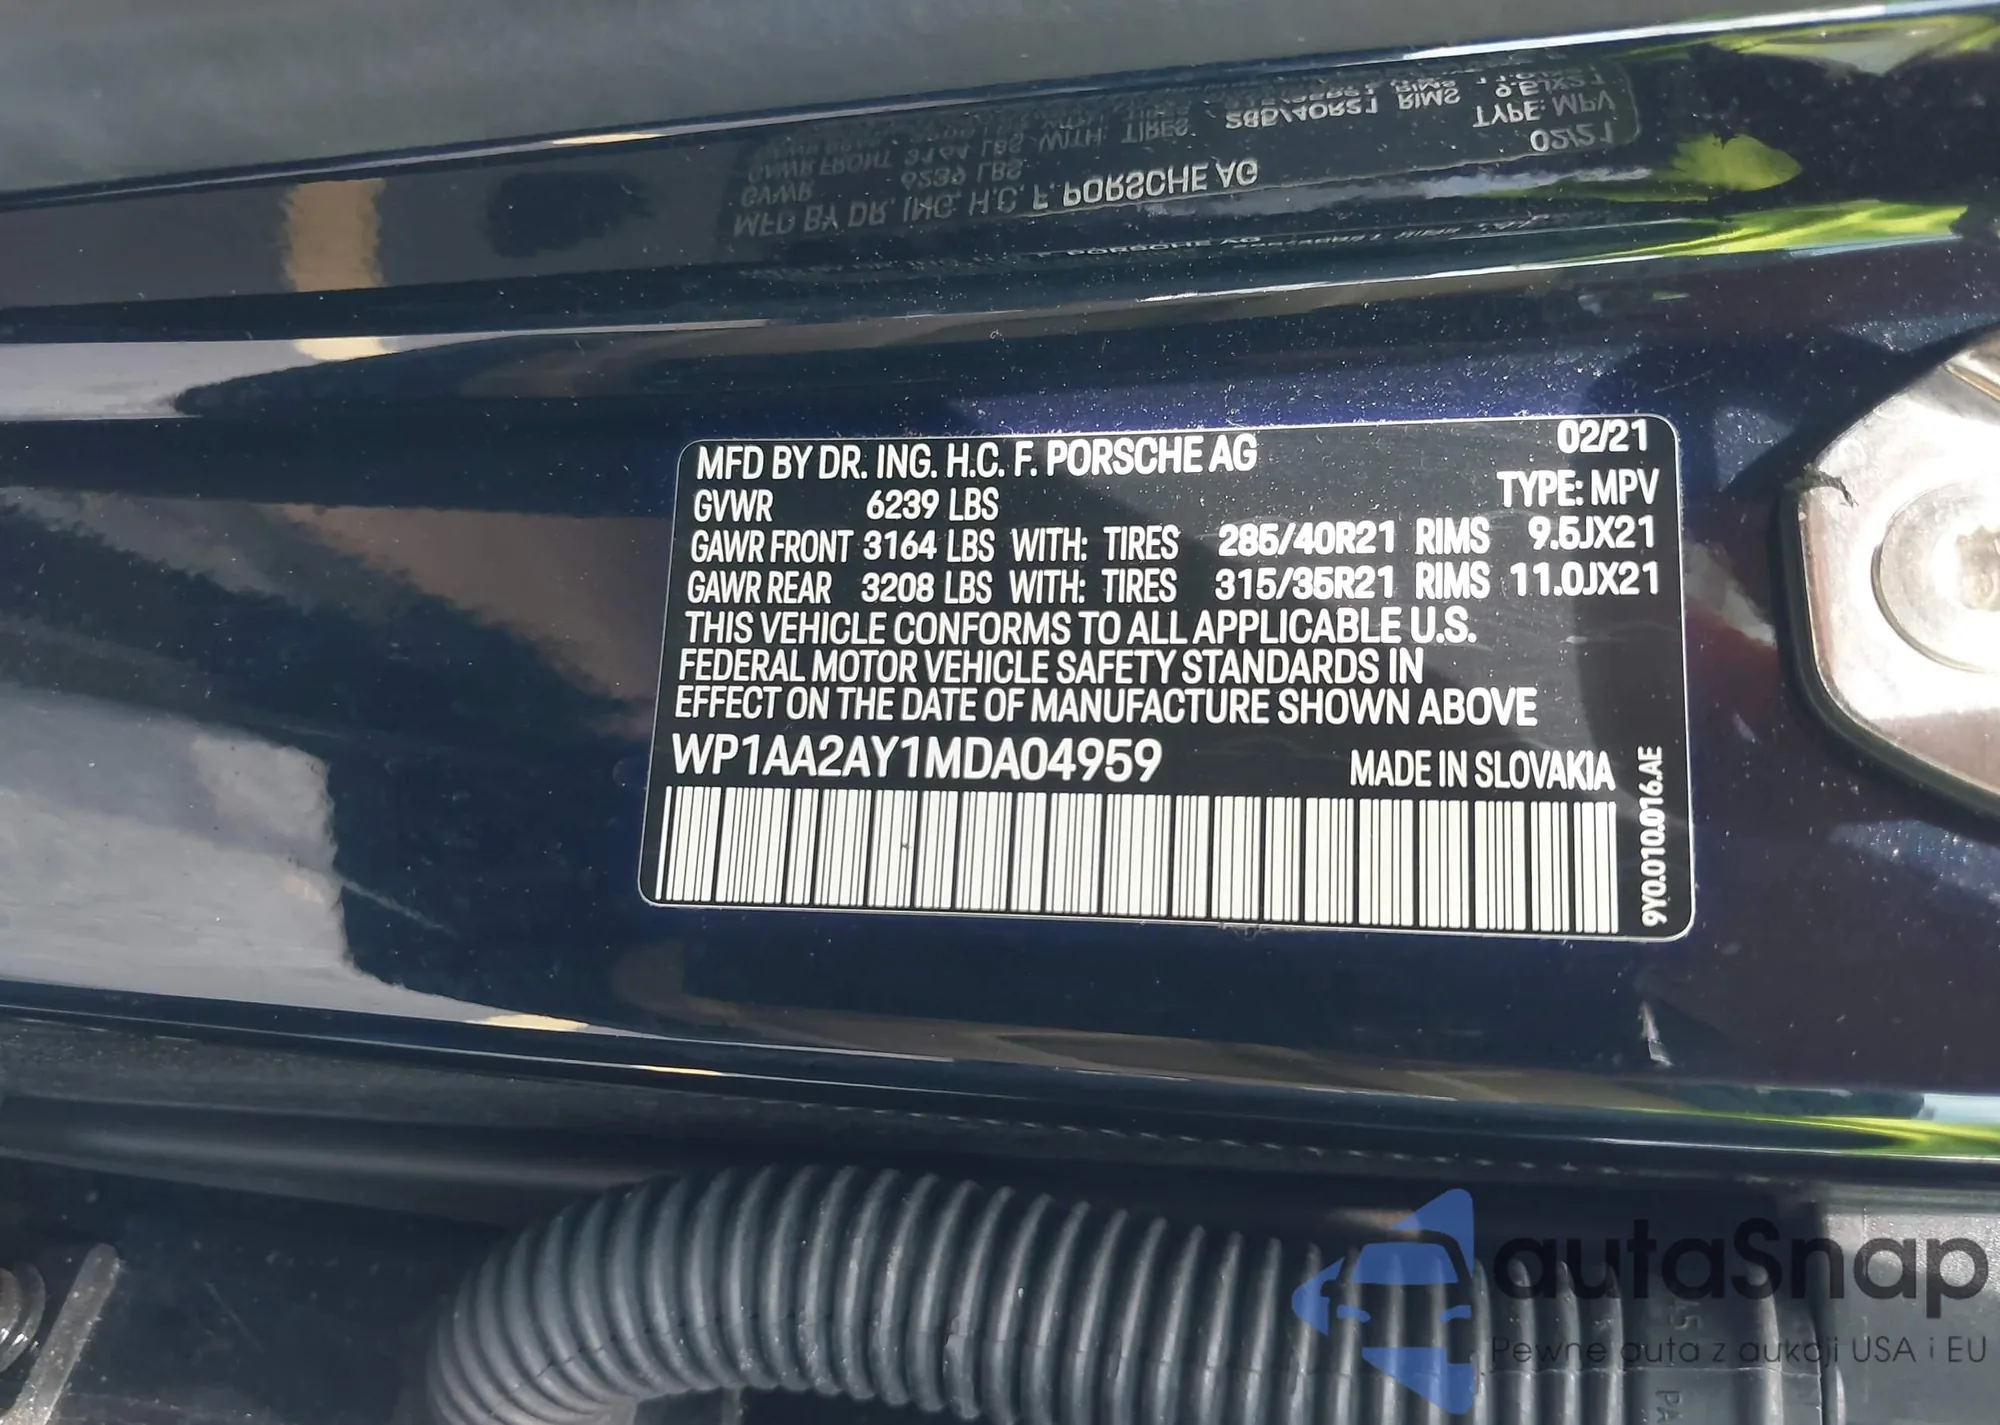 MFD BY DR. ING. H.C. F. PORSCHE AG 02/21
GVWR 6239 LBS TYPE: MPV
GAWR FRONT 3164 LBS WITH: TIRES 285/40R21 RIMS 9.5JX21
GAWR REAR 3208 LBS WITH: TIRES 315/35R21 RIMS 11.0JX21
THIS VEHICLE CONFORMS TO ALL APPLICABLE U.S.
FEDERAL MOTOR VEHICLE SAFETY STANDARDS IN
EFFECT ON THE DATE OF MANUFACTURE SHOWN ABOVE
WP1AA2AY1MDA04959 MADE IN SLOVAKIA
9Y0.010.016.AE
autaSnap
Pewne auta z aukcji USA i EU